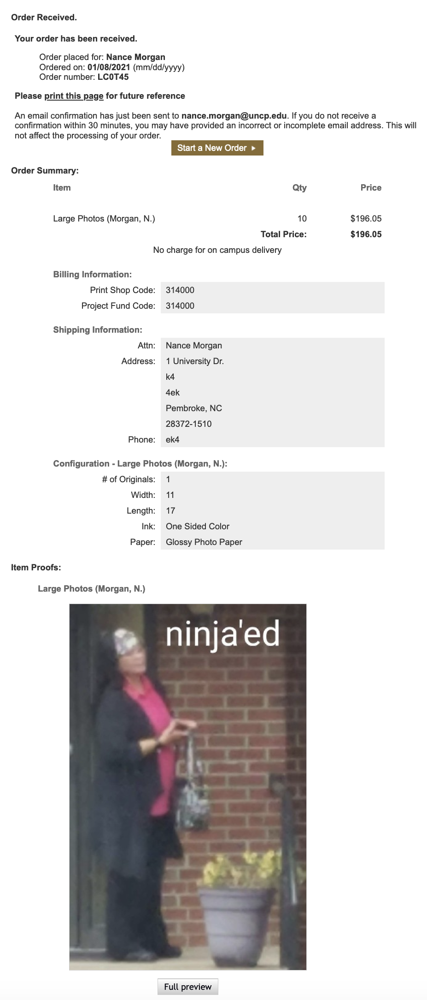 Order Received.
Your order has been received.
Order placed for: Nance Morgan
Ordered on: 01/08/2021 (mm/dd/yyyy)
Order number: LC0T45
Please print this page for future reference
An email confirmation has just been sent to nance.morgan@uncp.edu. If you do not receive a
confirmation within 30 minutes, you may have provided an incorrect or incomplete email address. This will
not affect the processing of your order.
Start a New Order
Order Summary:
Item Qty Price
Large Photos (Morgan, N.) 10 $196.05
Total Price: $196.05
No charge for on campus delivery
Billing Information:
Print Shop Code: 314000
Project Fund Code: 314000
Shipping Information:
Attn: Nance Morgan
Address: 1 University Dr.
k4
4ek
Pembroke, NC
28372-1510
Phone: ek4
Configuration - Large Photos (Morgan, N.):
# of Originals: 1
Width: 11
Length: 17
Ink: One Sided Color
Paper: Glossy Photo Paper
Item Proofs:
Large Photos (Morgan, N.)
ninja'ed
Full preview